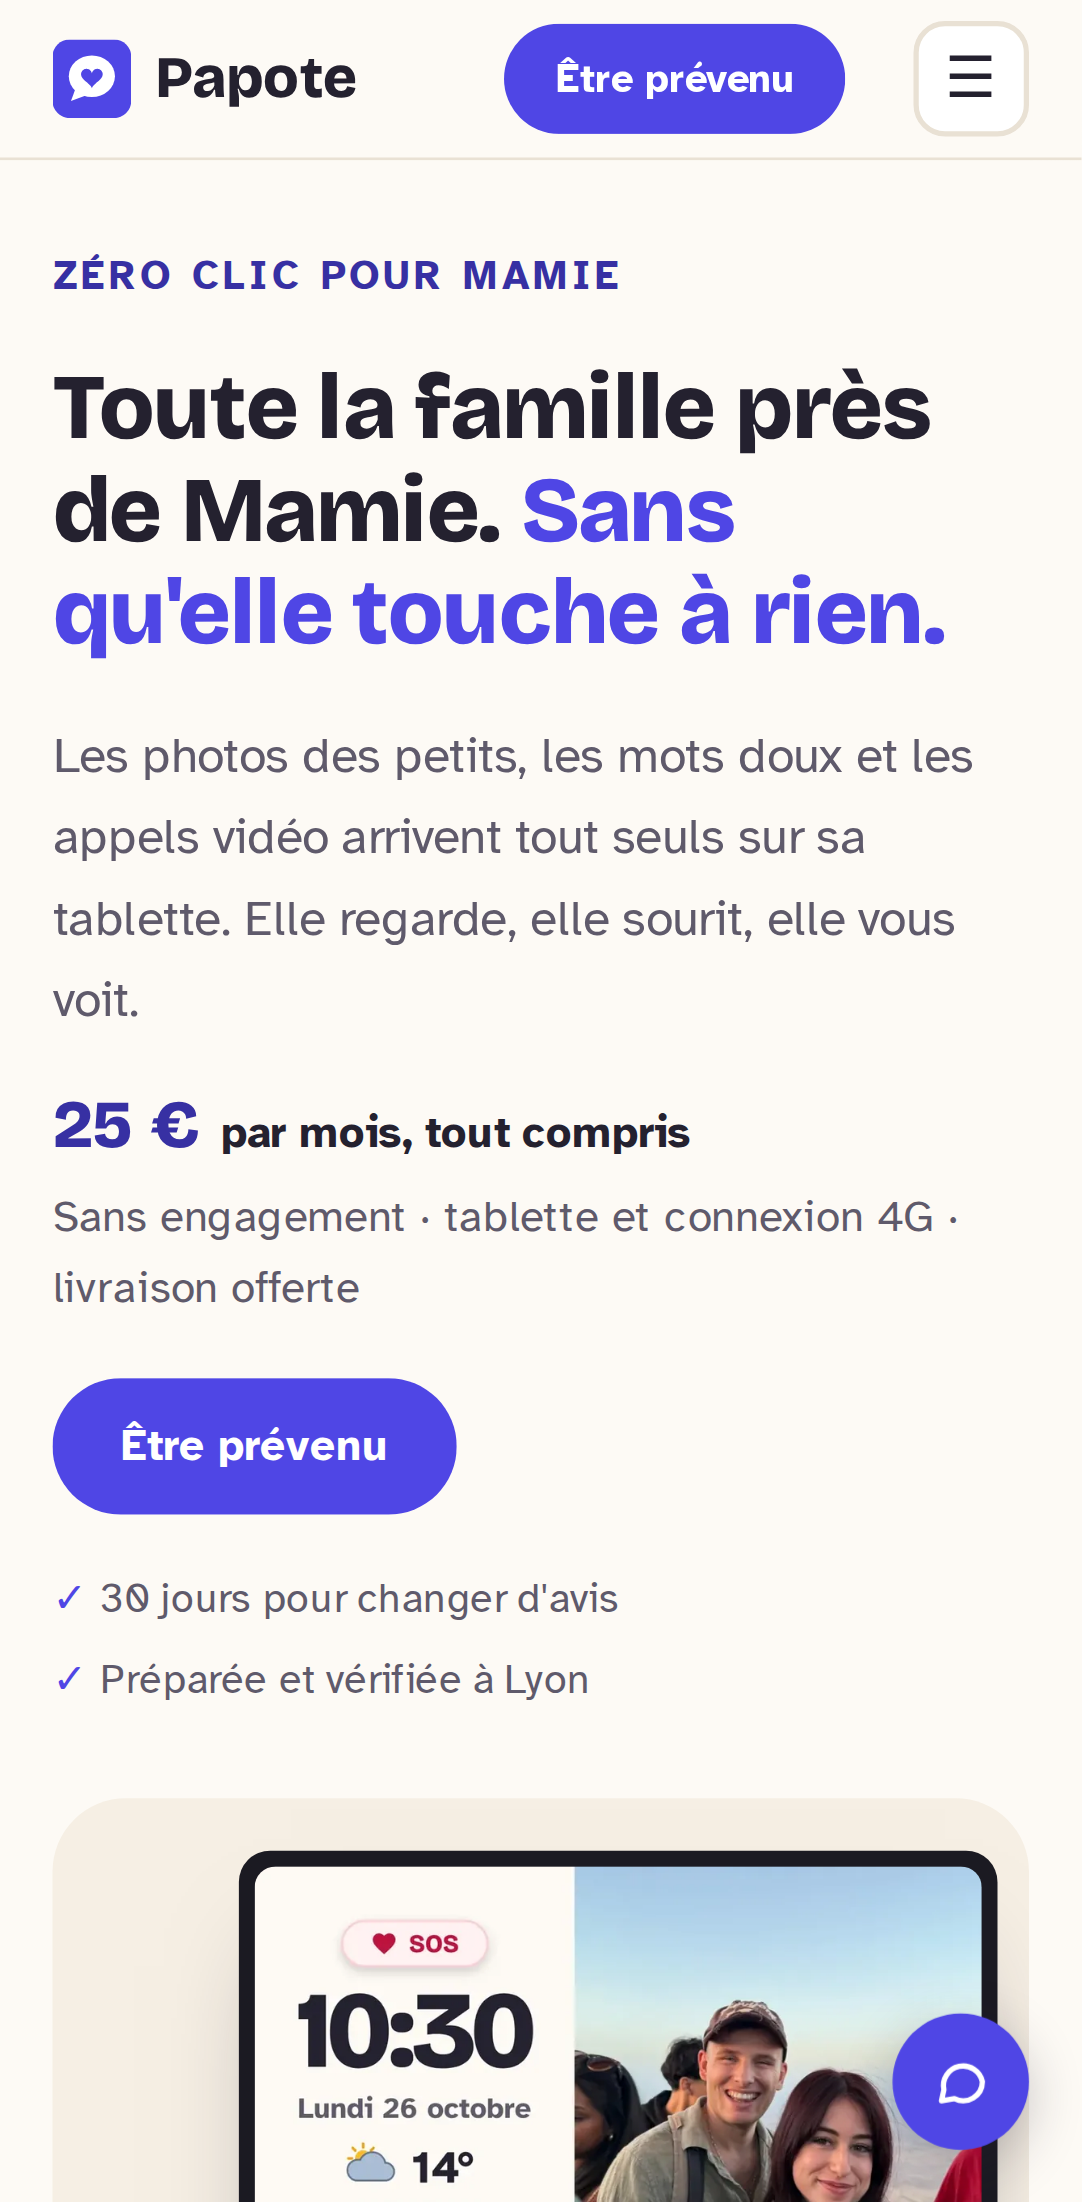 Papote
Être prévenu
☰
ZÉRO CLIC POUR MAMIE
Toute la famille près
de Mamie. Sans
qu'elle touche à rien.
Les photos des petits, les mots doux et les
appels vidéo arrivent tout seuls sur sa
tablette. Elle regarde, elle sourit, elle vous
voit.
25 € par mois, tout compris
Sans engagement · tablette et connexion 4G ·
livraison offerte
Être prévenu
✓ 30 jours pour changer d'avis
✓ Préparée et vérifiée à Lyon
SOS
10:30
Lundi 26 octobre
14°